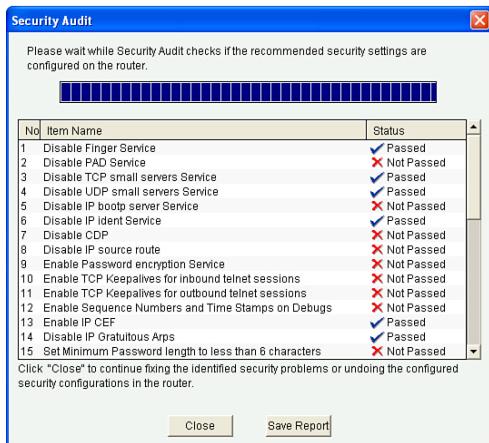 Security Audit
Please wait while Security Audit checks if the recommended security settings are
configured on the router.
No Item Name Status
1 Disable Finger Service Passed
2 Disable PAD Service Not Passed
3 Disable TCP small servers Service Passed
4 Disable UDP small servers Service Passed
5 Disable IP bootp server Service Not Passed
6 Disable IP ident Service Passed
7 Disable CDP Not Passed
8 Disable IP source route Not Passed
9 Enable Password encryption Service Not Passed
10 Enable TCP Keepalives for inbound telnet sessions Not Passed
11 Enable TCP Keepalives for outbound telnet sessions Not Passed
12 Enable Sequence Numbers and Time Stamps on Debugs Not Passed
13 Enable IP CEF Passed
14 Disable IP Gratuitous Arps Passed
15 Set Minimum Password length to less than 6 characters Not Passed
Click "Close" to continue fixing the identified security problems or undoing the configured
security configurations in the router.
Close Save Report